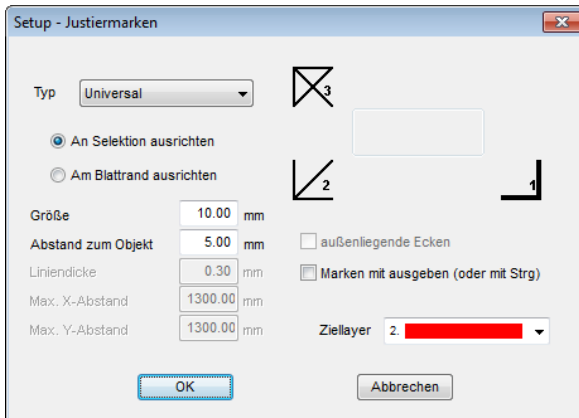 Setup - Justiermarken
Typ Universal
3
An Selektion ausrichten
Am Blattrand ausrichten
2
1
Größe 10.00 mm
Abstand zum Objekt 5.00 mm
außenliegende Ecken
Liniendicke 0.30 mm
Marken mit ausgeben (oder mit Strg)
Max. X-Abstand 1300.00 mm
Max. Y-Abstand 1300.00 mm
Ziellayer 2.
OK
Abbrechen